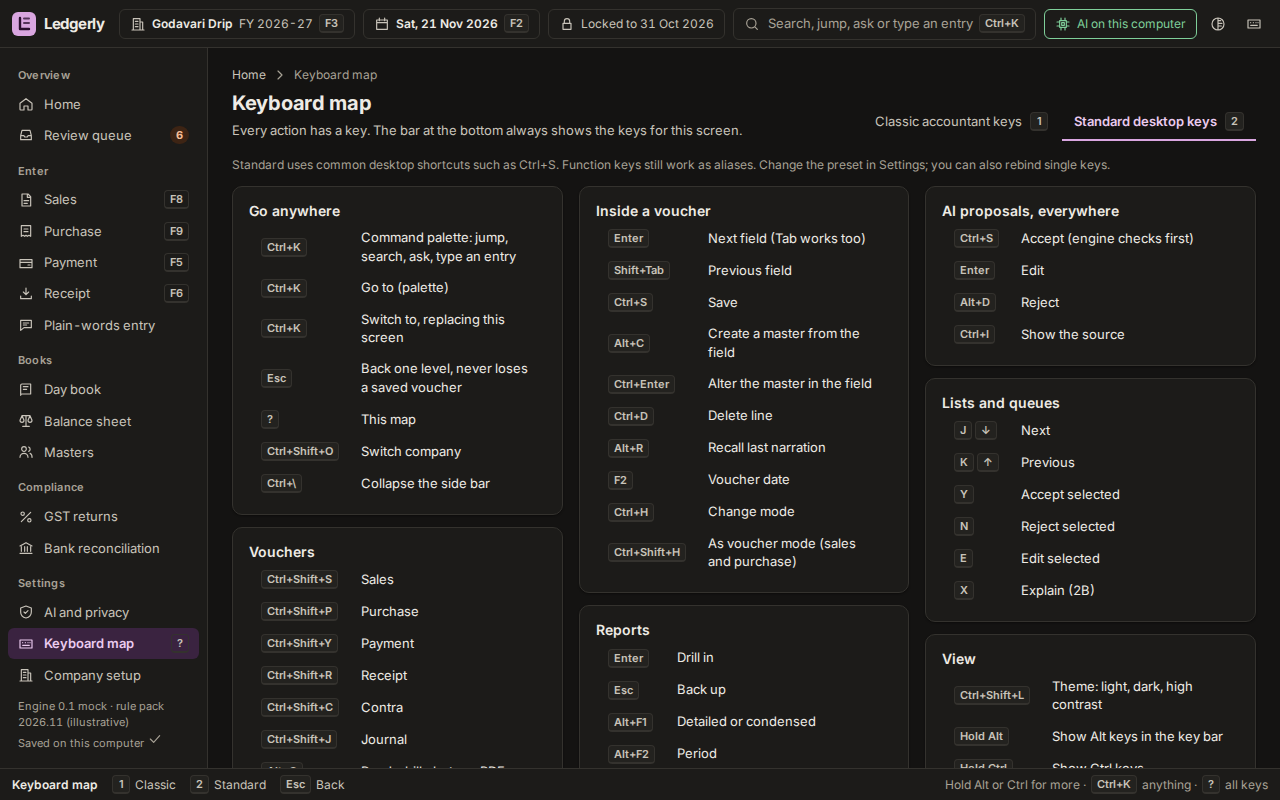 Ledgerly
Godavari Drip FY 2026-27 F3
Sat, 21 Nov 2026 F2
Locked to 31 Oct 2026
Search, jump, ask or type an entry Ctrl+K
AI on this computer
Overview
Home
Review queue 6
Enter
Sales F8
Purchase F9
Payment F5
Receipt F6
Plain-words entry
Books
Day book
Balance sheet
Masters
Compliance
GST returns
Bank reconciliation
Settings
AI and privacy
Keyboard map ?
Company setup
Engine 0.1 mock · rule pack
2026.11 (illustrative)
Saved on this computer
Home > Keyboard map
Keyboard map
Every action has a key. The bar at the bottom always shows the keys for this screen.
Classic accountant keys 1
Standard desktop keys 2
Standard uses common desktop shortcuts such as Ctrl+S. Function keys still work as aliases. Change the preset in Settings; you can also rebind single keys.
Go anywhere
Ctrl+K Command palette: jump,
search, ask, type an entry
Ctrl+K Go to (palette)
Ctrl+K Switch to, replacing this
screen
Esc Back one level, never loses
a saved voucher
? This map
Ctrl+Shift+O Switch company
Ctrl+\ Collapse the side bar
Vouchers
Ctrl+Shift+S Sales
Ctrl+Shift+P Purchase
Ctrl+Shift+Y Payment
Ctrl+Shift+R Receipt
Ctrl+Shift+C Contra
Ctrl+Shift+J Journal
Inside a voucher
Enter Next field (Tab works too)
Shift+Tab Previous field
Ctrl+S Save
Alt+C Create a master from the
field
Ctrl+Enter Alter the master in the field
Ctrl+D Delete line
Alt+R Recall last narration
F2 Voucher date
Ctrl+H Change mode
Ctrl+Shift+H As voucher mode (sales
and purchase)
Reports
Enter Drill in
Esc Back up
Alt+F1 Detailed or condensed
Alt+F2 Period
AI proposals, everywhere
Ctrl+S Accept (engine checks first)
Enter Edit
Alt+D Reject
Ctrl+I Show the source
Lists and queues
J ↓ Next
K ↑ Previous
Y Accept selected
N Reject selected
E Edit selected
X Explain (2B)
View
Ctrl+Shift+L Theme: light, dark, high
contrast
Hold Alt Show Alt keys in the key bar
Hold Ctrl Show Ctrl keys
Keyboard map 1 Classic 2 Standard Esc Back
Hold Alt or Ctrl for more · Ctrl+K anything · ? all keys